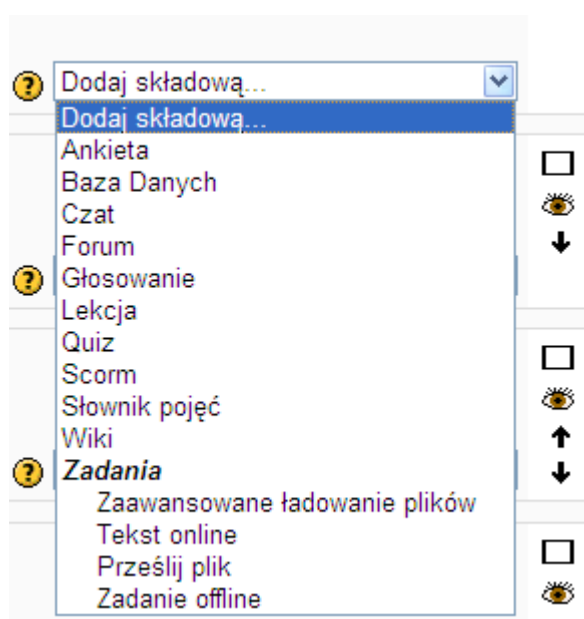 Dodaj składową...
Dodaj składową...
Ankieta
Baza Danych
Czat
Forum
Głosowanie
Lekcja
Quiz
Scorm
Słownik pojęć
Wiki
Zadania
Zaawansowane ładowanie plików
Tekst online
Prześlij plik
Zadanie offline